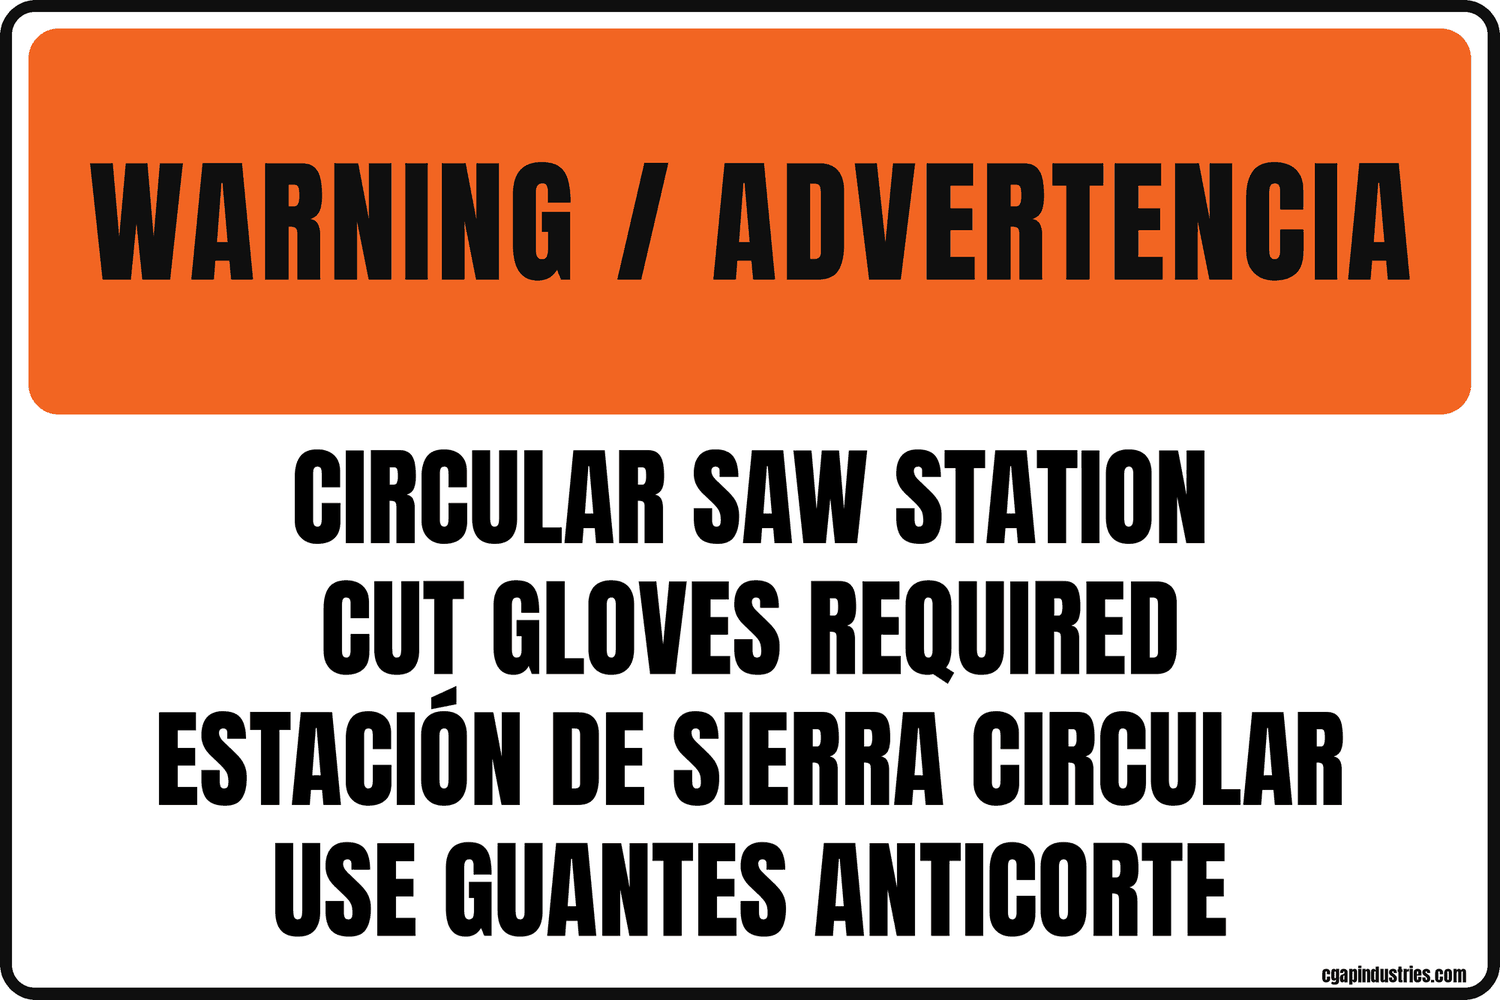 WARNING / ADVERTENCIA
CIRCULAR SAW STATION
CUT GLOVES REQUIRED
ESTACIÓN DE SIERRA CIRCULAR
USE GUANTES ANTICORTE
cgapindustries.com